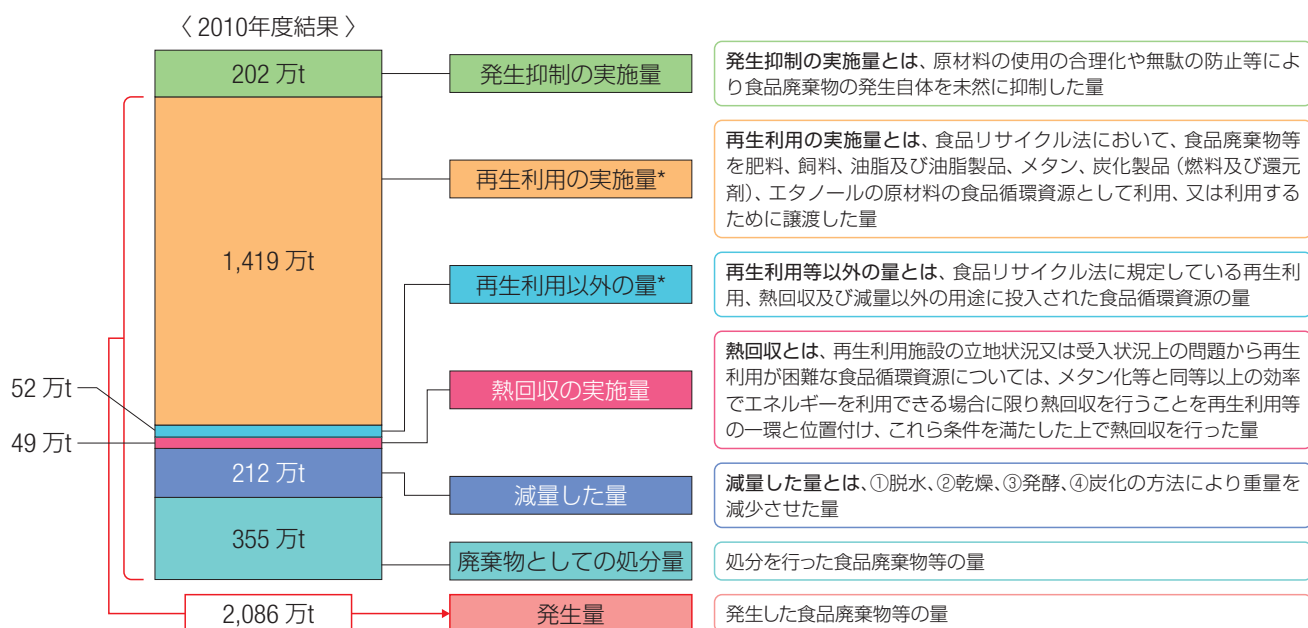 〈 2010年度結果 〉
202 万t
発生抑制の実施量
発生抑制の実施量とは、原材料の使用の合理化や無駄の防止等によ
り食品廃棄物の発生自体を未然に抑制した量
1,419 万t
再生利用の実施量*
再生利用の実施量とは、食品リサイクル法において、食品廃棄物等
を肥料、飼料、油脂及び油脂製品、メタン、炭化製品（燃料及び還元
剤）、エタノールの原材料の食品循環資源として利用、又は利用する
ために譲渡した量
52 万t
再生利用以外の量*
再生利用等以外の量とは、食品リサイクル法に規定している再生利
用、熱回収及び減量以外の用途に投入された食品循環資源の量
49 万t
熱回収の実施量
熱回収とは、再生利用施設の立地状況又は受入状況上の問題から再生
利用が困難な食品循環資源については、メタン化等と同等以上の効率
でエネルギーを利用できる場合に限り熱回収を行うことを再生利用等
の一環と位置付け、これら条件を満たした上で熱回収を行った量
212 万t
減量した量
減量した量とは、①脱水、②乾燥、③発酵、④炭化の方法により重量を
減少させた量
355 万t
廃棄物としての処分量
処分を行った食品廃棄物等の量
2,086 万t
発生量
発生した食品廃棄物等の量